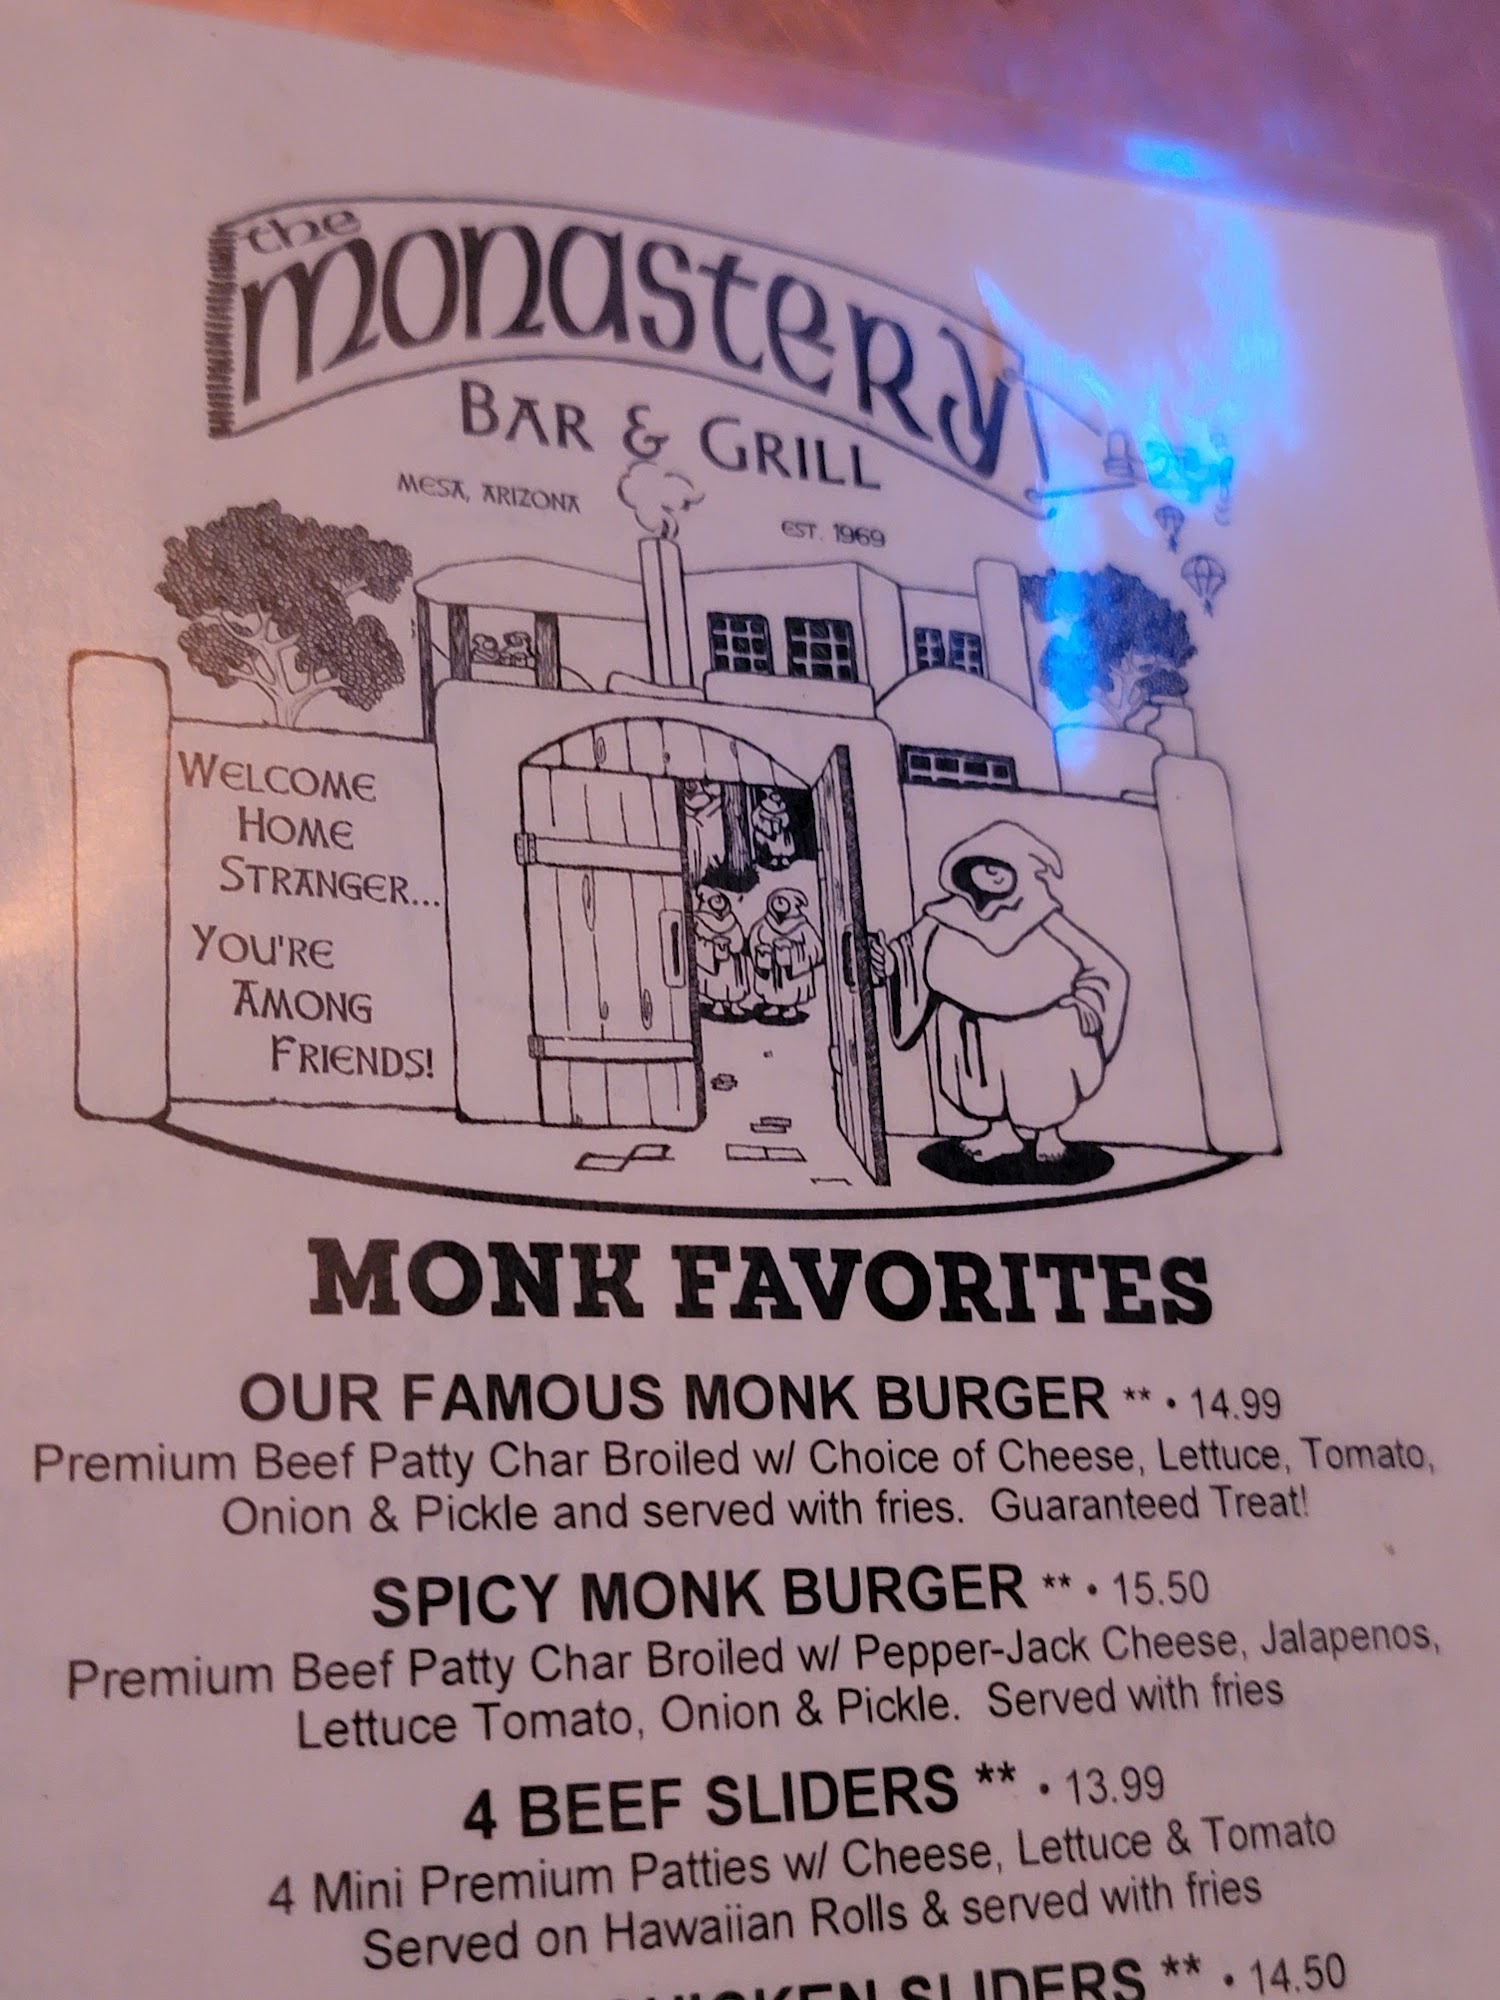 the
monastery
BAR & GRILL
MESA, ARIZONA
EST. 1969
WELCOME
HOME
STRANGER...
YOU'RE
AMONG
FRIENDS!
MONK FAVORITES
OUR FAMOUS MONK BURGER ** • 14.99
Premium Beef Patty Char Broiled w/ Choice of Cheese, Lettuce, Tomato,
Onion & Pickle and served with fries. Guaranteed Treat!
SPICY MONK BURGER ** • 15.50
Premium Beef Patty Char Broiled w/ Pepper-Jack Cheese, Jalapenos,
Lettuce Tomato, Onion & Pickle. Served with fries
4 BEEF SLIDERS ** • 13.99
4 Mini Premium Patties w/ Cheese, Lettuce & Tomato
Served on Hawaiian Rolls & served with fries
SLIDERS ** • 14.50